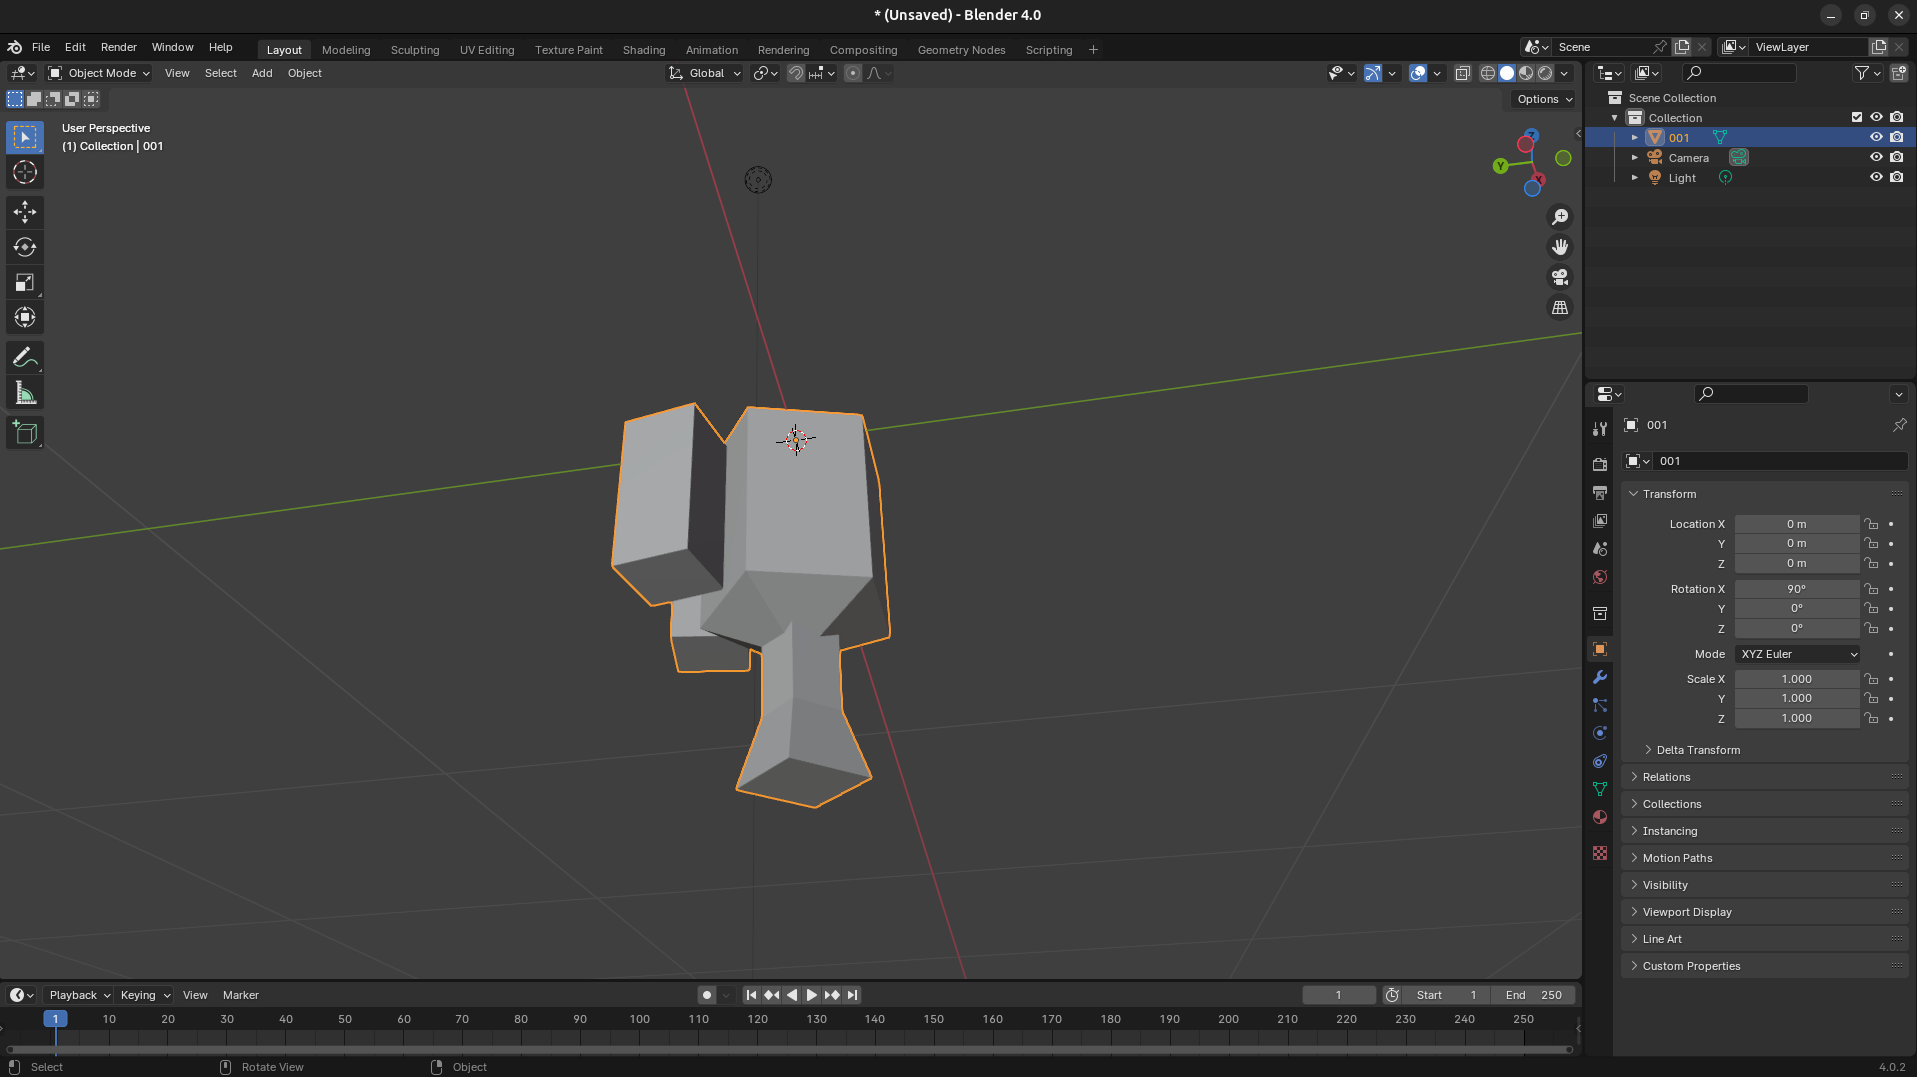 * (Unsaved) - Blender 4.0
File Edit Render Window Help Layout Modeling Sculpting UV Editing Texture Paint Shading Animation Rendering Compositing Geometry Nodes Scripting + Scene ViewLayer
Object Mode View Select Add Object Global
Options
User Perspective
(1) Collection | 001
Z
Y
X
Scene Collection
Collection
001
Camera
Light
001
001
Transform
Location X 0 m
Y 0 m
Z 0 m
Rotation X 90°
Y 0°
Z 0°
Mode XYZ Euler
Scale X 1.000
Y 1.000
Z 1.000
Delta Transform
Relations
Collections
Instancing
Motion Paths
Visibility
Viewport Display
Line Art
Custom Properties
Playback Keying View Marker 1 Start 1 End 250
1 10 20 30 40 50 60 70 80 90 100 110 120 130 140 150 160 170 180 190 200 210 220 230 240 250
Select Rotate View Object 4.0.2